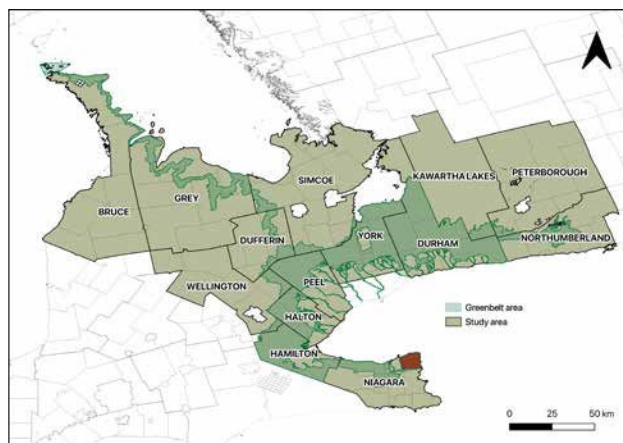 SIMCOE
KAWARTHA LAKES
PETERBOROUGH
BRUCE
GREY
DUFFERIN
YORK
DURHAM
NORTHUMBERLAND
WELLINGTON
PEEL
HALTON
HAMILTON
NIAGARA
Greenbelt area
Study area
0 25 50 km